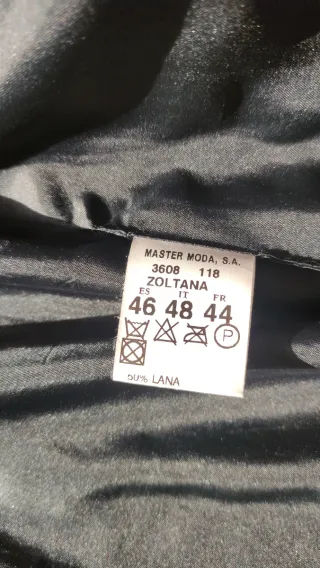 MASTER MODA, S.A.
3608 118
ZOLTANA
ES IT FR
46 48 44
P
50% LANA